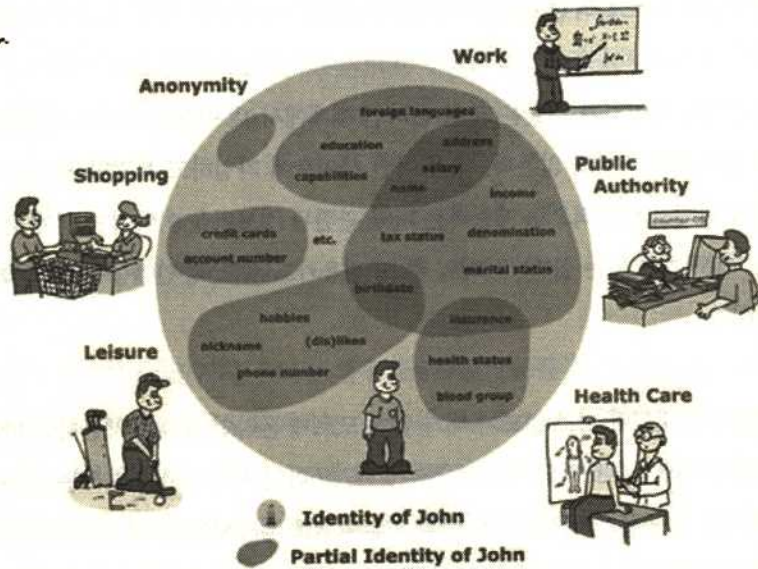 Work
Anonymity
foreign languages
education
address
capabilities
salary
name
Shopping
Public
Authority
income
credit cards
etc.
tax status
denomination
account number
marital status
birthdate
hobbies
insurance
nickname
(dis)likes
Leisure
health status
phone number
blood group
Health Care
Identity of John
Partial Identity of John